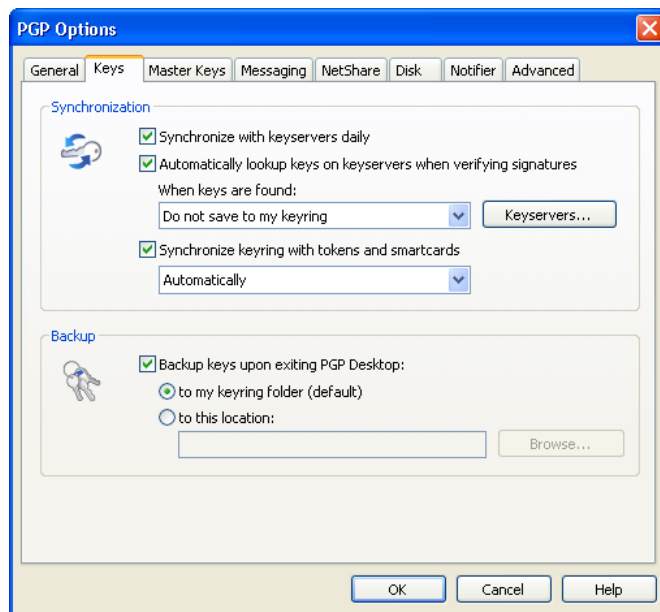 PGP Options
General Keys Master Keys Messaging NetShare Disk Notifier Advanced
Synchronization
Synchronize with keyservers daily
Automatically lookup keys on keyservers when verifying signatures
When keys are found:
Do not save to my keyring Keyservers...
Synchronize keyring with tokens and smartcards
Automatically
Backup
Backup keys upon exiting PGP Desktop:
to my keyring folder (default)
to this location:
Browse...
OK Cancel Help